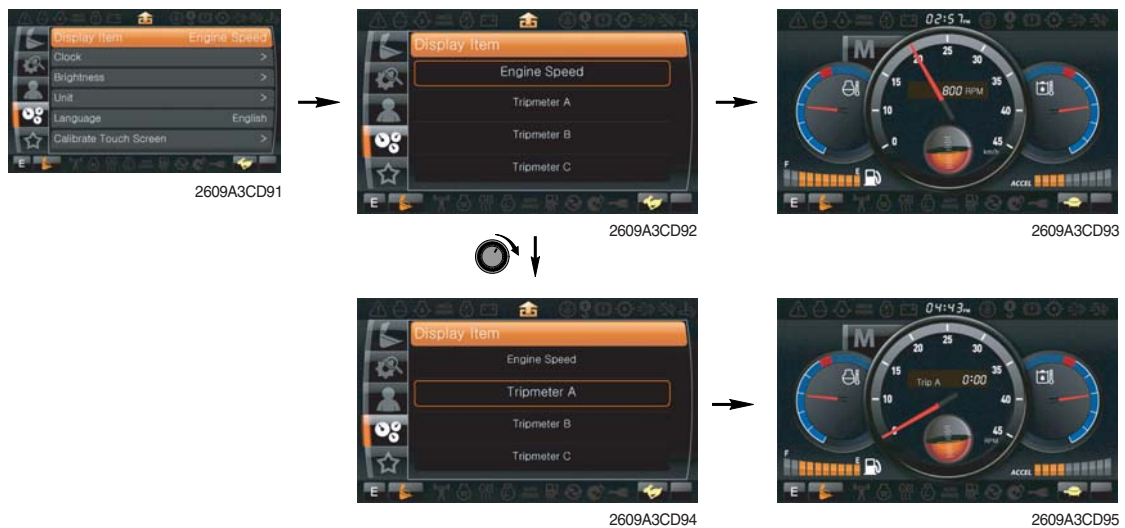 Display Item Engine Speed
Clock >
Brightness >
Unit >
Language English
Calibrate Touch Screen >
E
2609A3CD91
Display Item
Engine Speed
Tripmeter A
Tripmeter B
Tripmeter C
E
2609A3CD92
02:57
M
0 10 15 20 25 30 35 40 45
800 RPM
km/h
F E
ACCEL
E
2609A3CD93
Display Item
Engine Speed
Tripmeter A
Tripmeter B
Tripmeter C
E
2609A3CD94
04:43
M
10 15 20 25 30 35 40 45
Trip A 0:00
RPM
F E
ACCEL
E
2609A3CD95